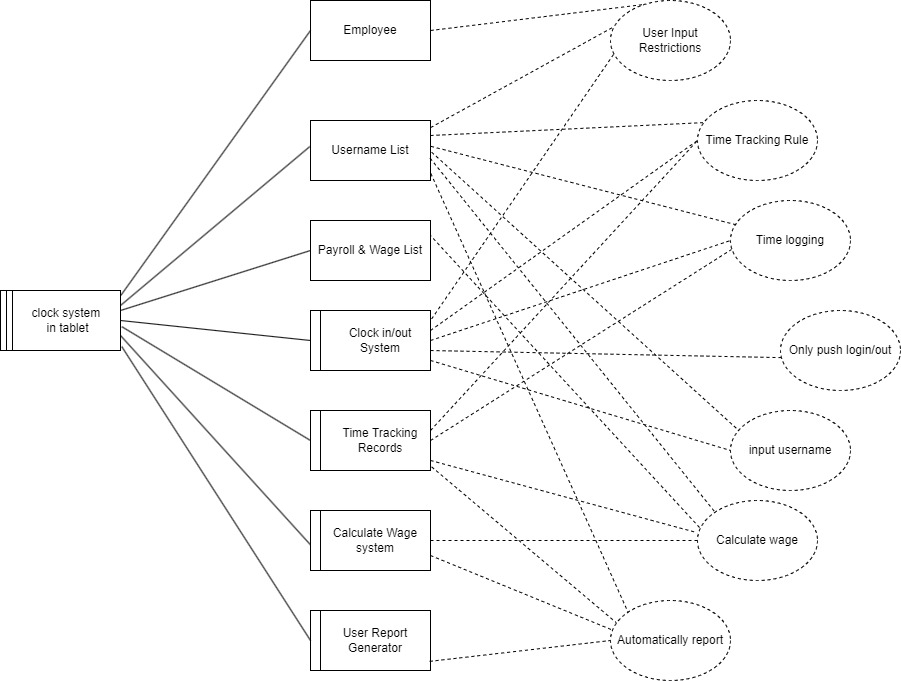 Employee
User Input
Restrictions
Time Tracking Rule
Username List
Time logging
Payroll & Wage List
clock system
in tablet
Clock in/out
System
Only push login/out
Time Tracking
Records
input username
Calculate Wage
system
Calculate wage
User Report
Generator
Automatically report